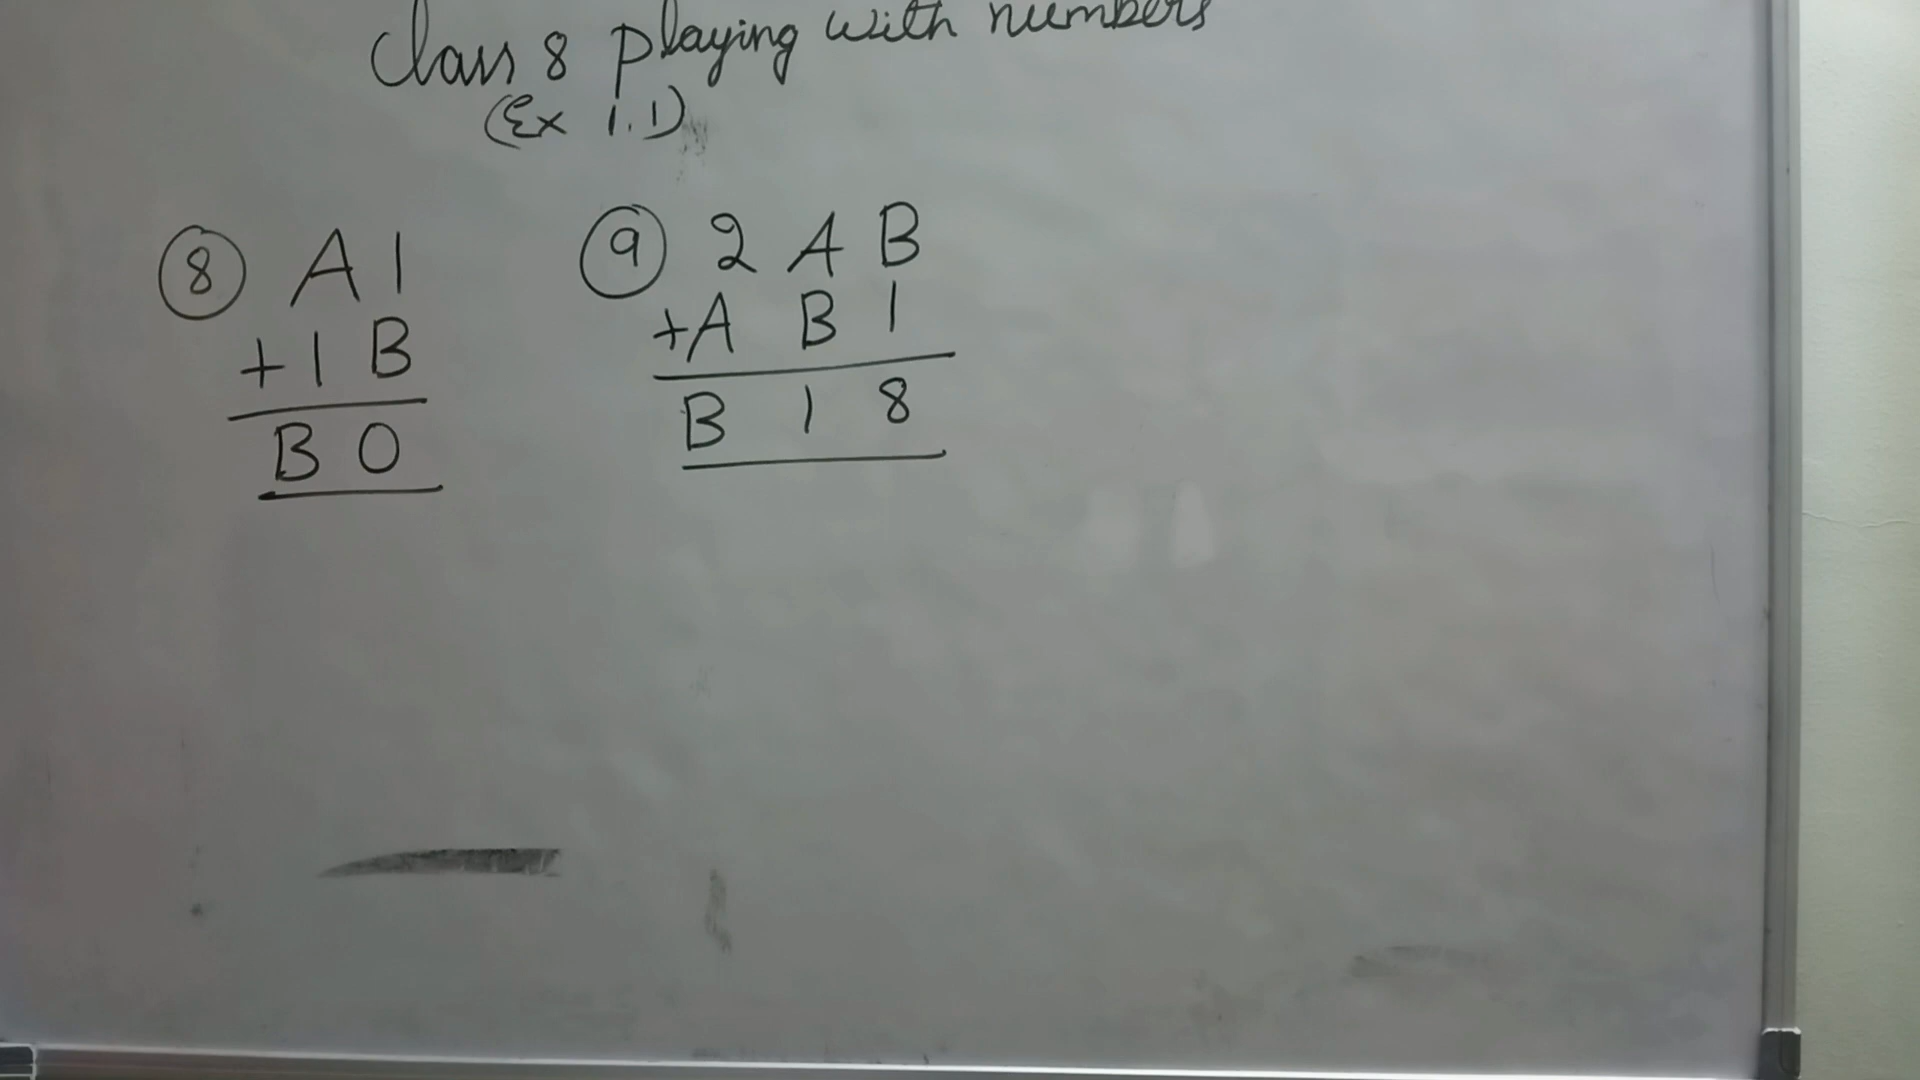 Class 8 Playing with numbers
(Ex 1.1)
⑧ A 1
+ 1 B
B 0
⑨ 2 A B
+ A B 1
B 1 8